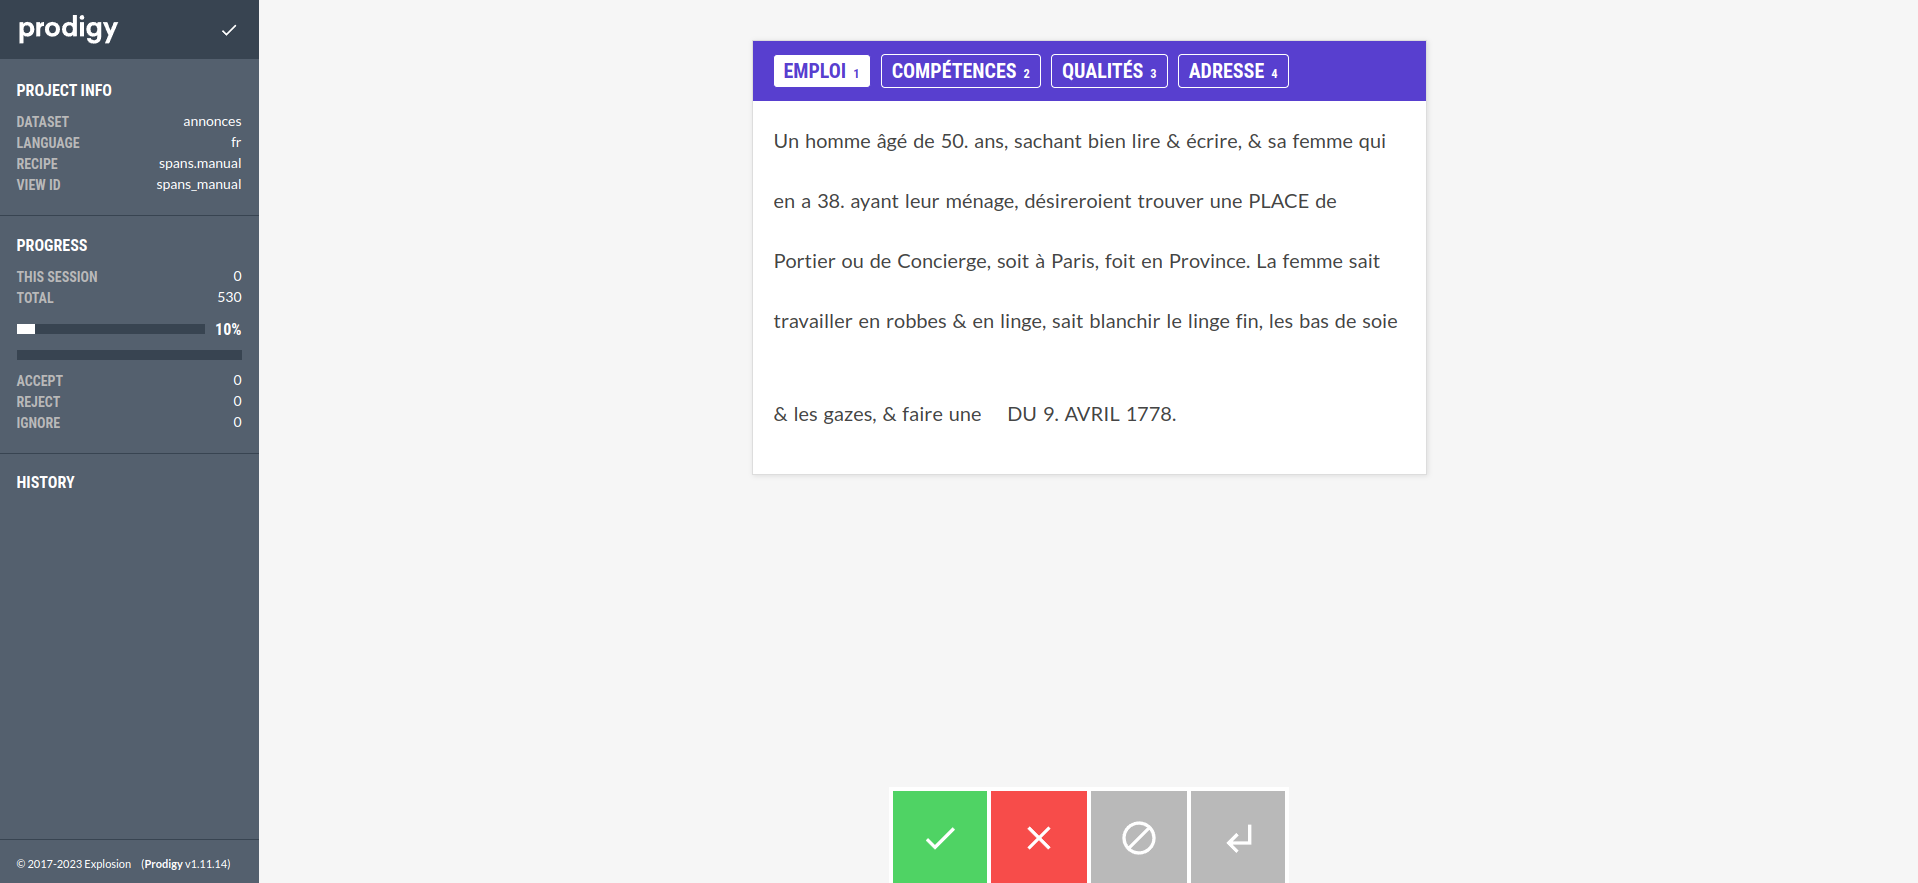 prodigy
PROJECT INFO
DATASET annonces
LANGUAGE fr
RECIPE spans.manual
VIEW ID spans_manual
PROGRESS
THIS SESSION 0
TOTAL 530
10%
ACCEPT 0
REJECT 0
IGNORE 0
HISTORY
© 2017-2023 Explosion (Prodigy v1.11.14)
EMPLOI 1 COMPÉTENCES 2 QUALITÉS 3 ADRESSE 4
Un homme âgé de 50. ans, sachant bien lire & écrire, & sa femme qui
en a 38. ayant leur ménage, désireroient trouver une PLACE de
Portier ou de Concierge, soit à Paris, foit en Province. La femme sait
travailler en robbes & en linge, sait blanchir le linge fin, les bas de soie
& les gazes, & faire une DU 9. AVRIL 1778.